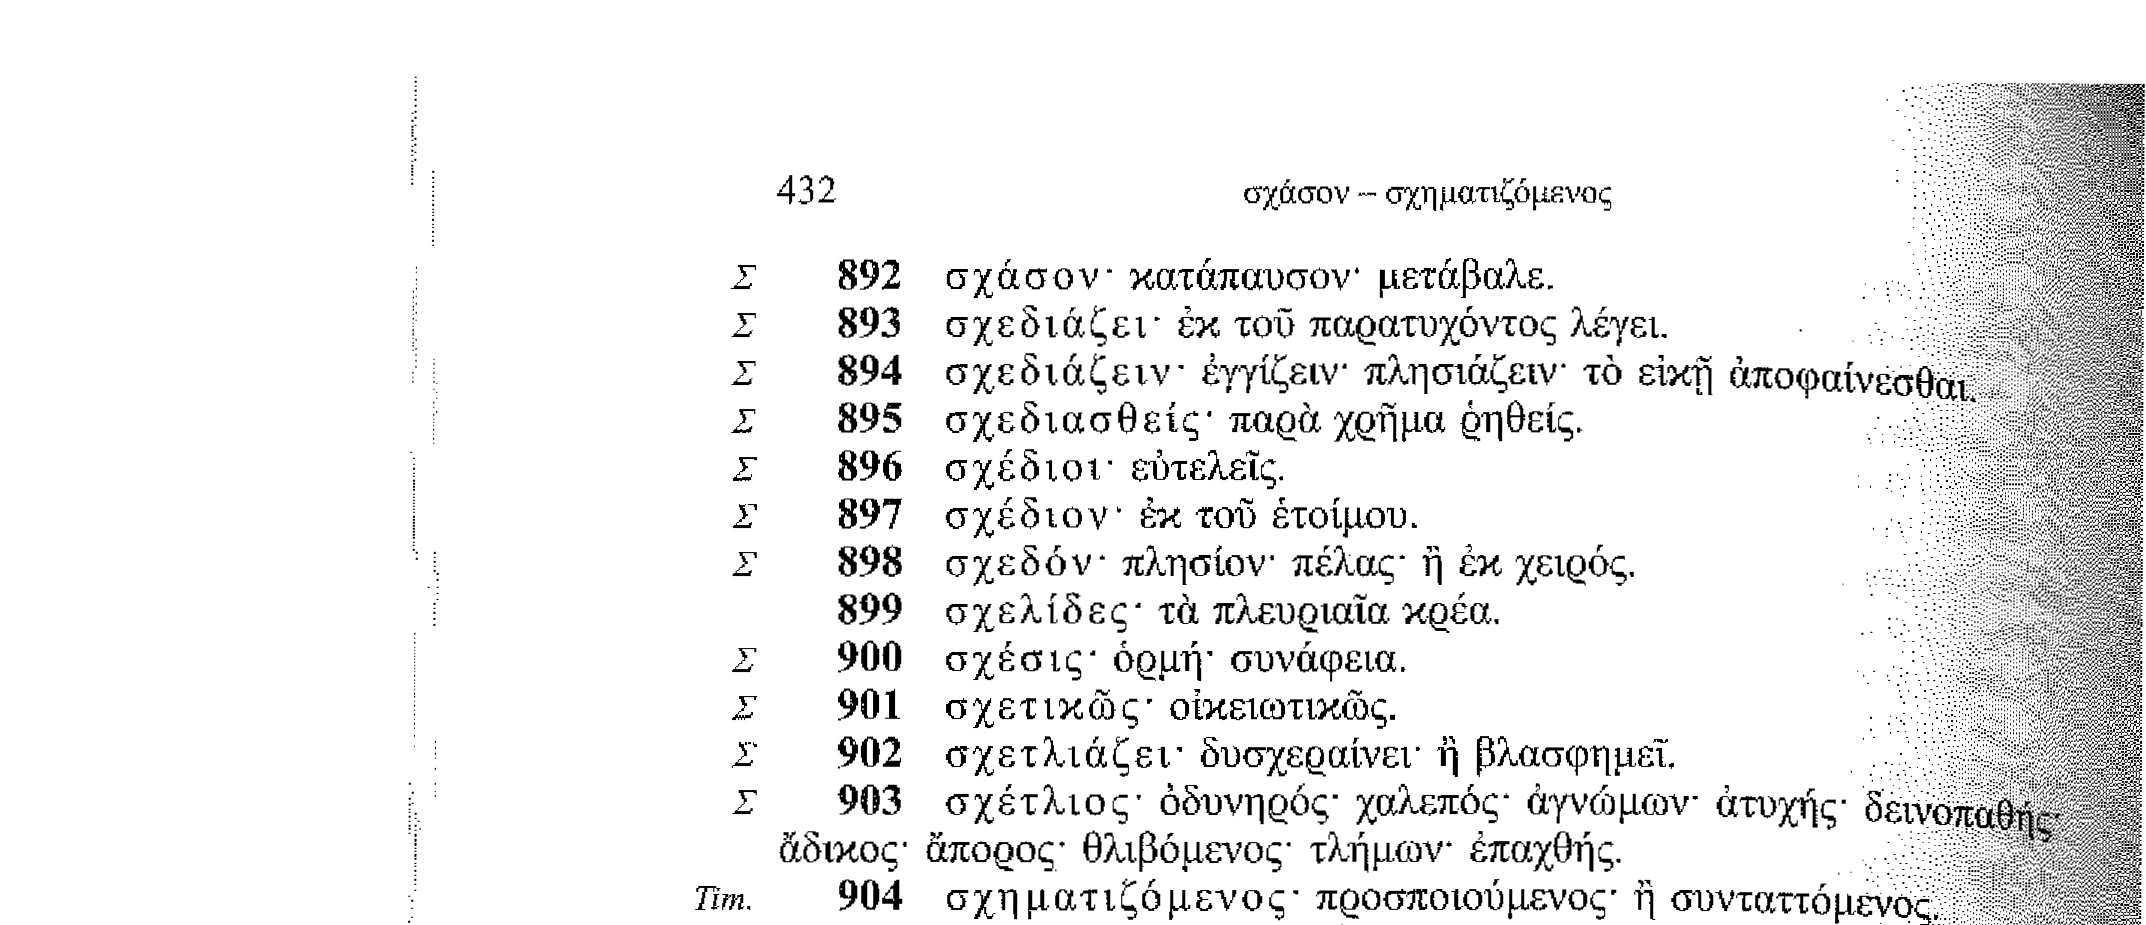 432 σχάσον – σχηματιζόμενος
Σ 892 σχάσον· κατάπαυσον· μετάβαλε.
Σ 893 σχεδιάζει· ἐκ τοῦ παρατυχόντος λέγει.
Σ 894 σχεδιάζειν· ἐγγίζειν· πλησιάζειν· τὸ εἰκῇ ἀποφαίνεσθαι.
Σ 895 σχεδιασθείς· παρὰ χρῆμα ῥηθείς.
Σ 896 σχέδιοι· εὐτελεῖς.
Σ 897 σχέδιον· ἐκ τοῦ ἑτοίμου.
Σ 898 σχεδόν· πλησίον· πέλας· ἢ ἐκ χειρός.
899 σχελίδες· τὰ πλευριαῖα κρέα.
Σ 900 σχέσις· ὁρμή· συνάφεια.
Σ 901 σχετικῶς· οἰκειωτικῶς.
Σ 902 σχετλιάζει· δυσχεραίνει· ἢ βλασφημεῖ.
Σ 903 σχέτλιος· ὀδυνηρός· χαλεπός· ἀγνώμων· ἀτυχής· δεινοπαθής·
ἄδικος· ἄπορος· θλιβόμενος· τλήμων· ἐπαχθής.
Tim. 904 σχηματιζόμενος· προσποιούμενος· ἢ συνταττόμενος.